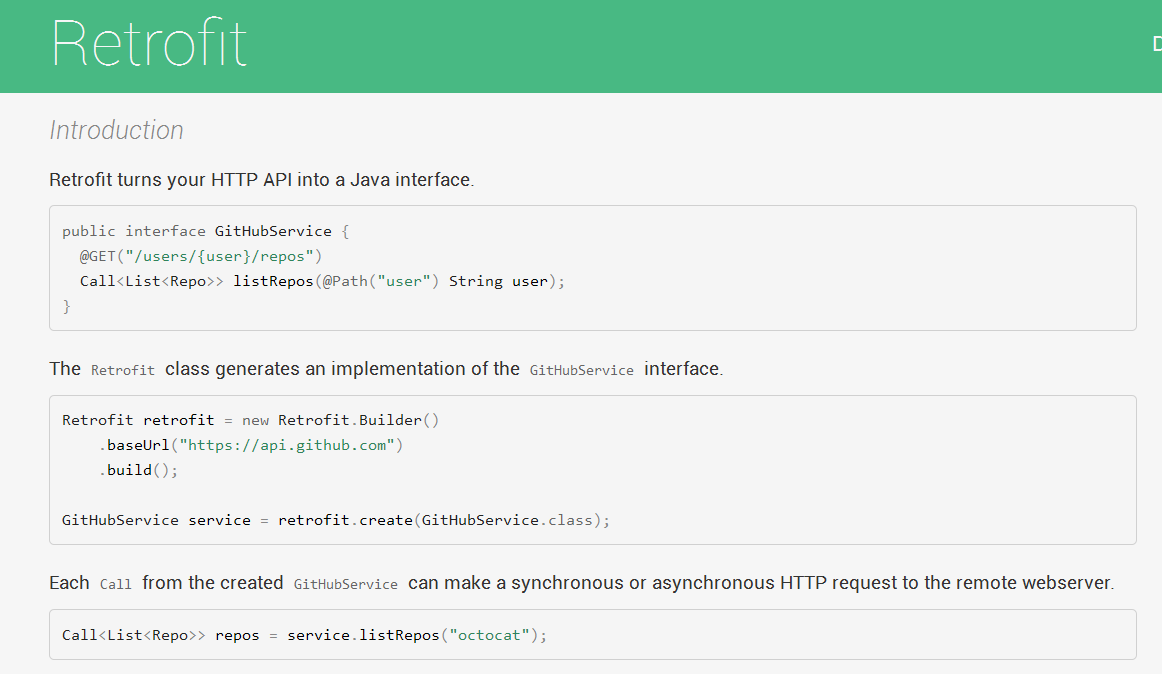 Retrofit
D
Introduction
Retrofit turns your HTTP API into a Java interface.
public interface GitHubService {
  @GET("/users/{user}/repos")
  Call<List<Repo>> listRepos(@Path("user") String user);
}
The Retrofit class generates an implementation of the GitHubService interface.
Retrofit retrofit = new Retrofit.Builder()
    .baseUrl("https://api.github.com")
    .build();
GitHubService service = retrofit.create(GitHubService.class);
Each Call from the created GitHubService can make a synchronous or asynchronous HTTP request to the remote webserver.
Call<List<Repo>> repos = service.listRepos("octocat");